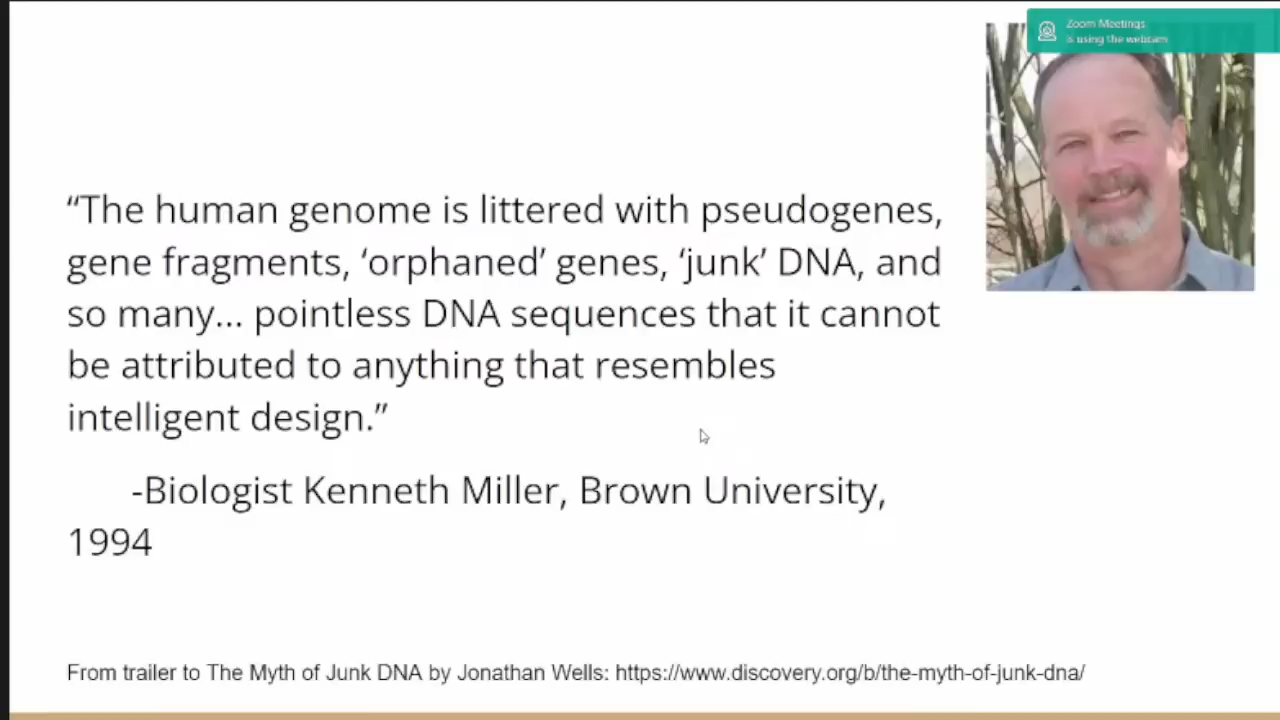 Zoom Meetings
is using the webcam
“The human genome is littered with pseudogenes,
gene fragments, ‘orphaned’ genes, ‘junk’ DNA, and
so many... pointless DNA sequences that it cannot
be attributed to anything that resembles
intelligent design.”
-Biologist Kenneth Miller, Brown University,
1994
From trailer to The Myth of Junk DNA by Jonathan Wells: https://www.discovery.org/b/the-myth-of-junk-dna/